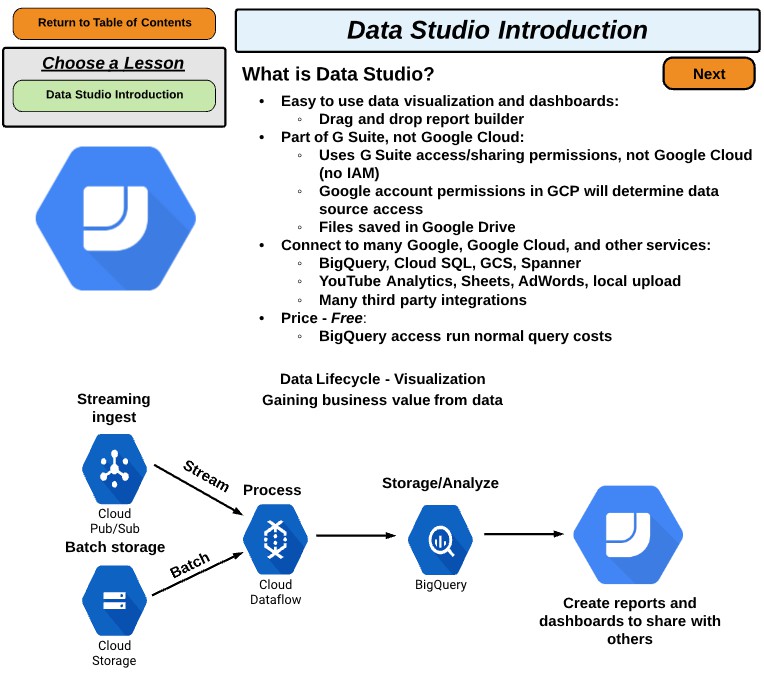 Return to Table of Contents
Choose a Lesson
Data Studio Introduction
Data Studio Introduction
What is Data Studio?
Next
• Easy to use data visualization and dashboards:
◦ Drag and drop report builder
• Part of G Suite, not Google Cloud:
◦ Uses G Suite access/sharing permissions, not Google Cloud
(no IAM)
◦ Google account permissions in GCP will determine data
source access
◦ Files saved in Google Drive
• Connect to many Google, Google Cloud, and other services:
◦ BigQuery, Cloud SQL, GCS, Spanner
◦ YouTube Analytics, Sheets, AdWords, local upload
◦ Many third party integrations
• Price - Free:
◦ BigQuery access run normal query costs
Data Lifecycle - Visualization
Gaining business value from data
Streaming
ingest
Cloud
Pub/Sub
Stream
Batch storage
Cloud
Storage
Batch
Process
Cloud
Dataflow
Storage/Analyze
BigQuery
Create reports and
dashboards to share with
others